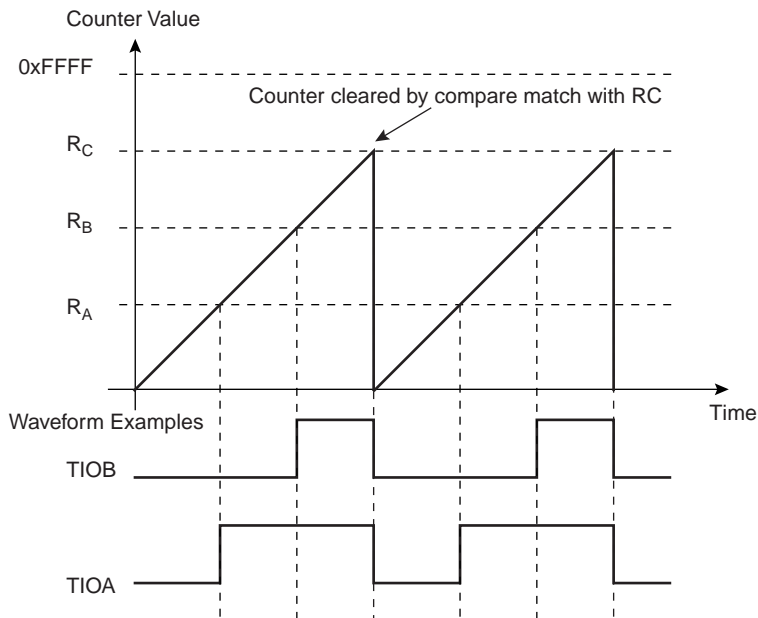 Counter Value
0xFFFF
Counter cleared by compare match with RC
RC
RB
RA
Time
Waveform Examples
TIOB
TIOA